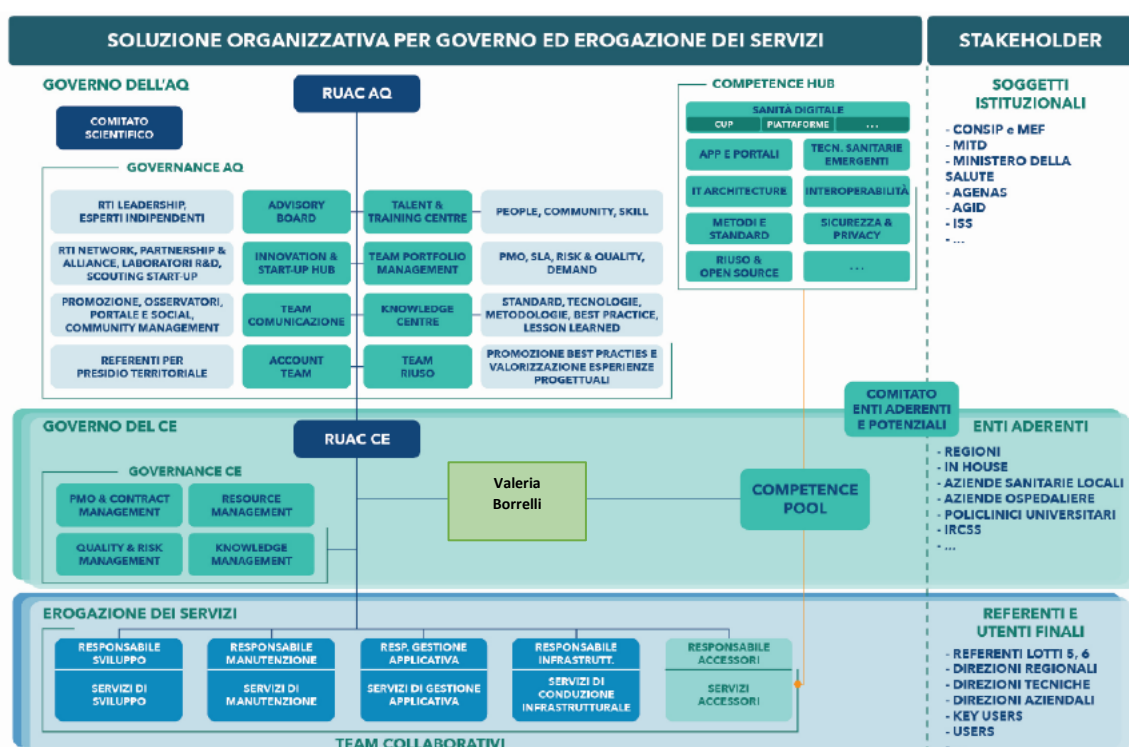 SOLUZIONE ORGANIZZATIVA PER GOVERNO ED EROGAZIONE DEI SERVIZI
STAKEHOLDER
GOVERNO DELL'AQ
COMITATO
SCIENTIFICO
RUAC AQ
GOVERNANCE AQ
RTI LEADERSHIP,
ESPERTI INDIPENDENTI
ADVISORY
BOARD
TALENT &
TRAINING CENTRE
PEOPLE, COMMUNITY, SKILL
RTI NETWORK, PARTNERSHIP &
ALLIANCE, LABORATORI R&D,
SCOUTING START-UP
INNOVATION &
START-UP HUB
TEAM PORTFOLIO
MANAGEMENT
PMO, SLA, RISK & QUALITY,
DEMAND
PROMOZIONE, OSSERVATORI,
PORTALE E SOCIAL,
COMMUNITY MANAGEMENT
TEAM
COMUNICAZIONE
KNOWLEDGE
CENTRE
STANDARD, TECNOLOGIE,
METODOLOGIE, BEST PRACTICE,
LESSON LEARNED
REFERENTI PER
PRESIDIO TERRITORIALE
ACCOUNT
TEAM
TEAM
RIUSO
PROMOZIONE BEST PRACTIES E
VALORIZZAZIONE ESPERIENZE
PROGETTUALI
COMPETENCE HUB
SANITÀ DIGITALE
CUP
PIATTAFORME
...
APP E PORTALI
TECN. SANITARIE
EMERGENTI
IT ARCHITECTURE
INTEROPERABILITÀ
METODI E
STANDARD
SICUREZZA &
PRIVACY
RIUSO &
OPEN SOURCE
...
SOGGETTI
ISTITUZIONALI
- CONSIP e MEF
- MITD
- MINISTERO DELLA
SALUTE
- AGENAS
- AGID
- ISS
- ...
COMITATO
ENTI ADERENTI
E POTENZIALI
GOVERNO DEL CE
RUAC CE
GOVERNANCE CE
PMO & CONTRACT
MANAGEMENT
RESOURCE
MANAGEMENT
QUALITY & RISK
MANAGEMENT
KNOWLEDGE
MANAGEMENT
Valeria
Borrelli
COMPETENCE
POOL
ENTI ADERENTI
- REGIONI
- IN HOUSE
- AZIENDE SANITARIE LOCALI
- AZIENDE OSPEDALIERE
- POLICLINICI UNIVERSITARI
- IRCSS
- ...
EROGAZIONE DEI SERVIZI
RESPONSABILE
SVILUPPO
SERVIZI DI
SVILUPPO
RESPONSABILE
MANUTENZIONE
SERVIZI DI
MANUTENZIONE
RESP. GESTIONE
APPLICATIVA
SERVIZI DI GESTIONE
APPLICATIVA
RESPONSABILE
INFRASTRUTT.
SERVIZI DI
CONDUZIONE
INFRASTRUTTURALE
RESPONSABILE
ACCESSORI
SERVIZI
ACCESSORI
TEAM COLLABORATIVI
REFERENTI E
UTENTI FINALI
- REFERENTI LOTTI 5, 6
- DIREZIONI REGIONALI
- DIREZIONI TECNICHE
- DIREZIONI AZIENDALI
- KEY USERS
- USERS